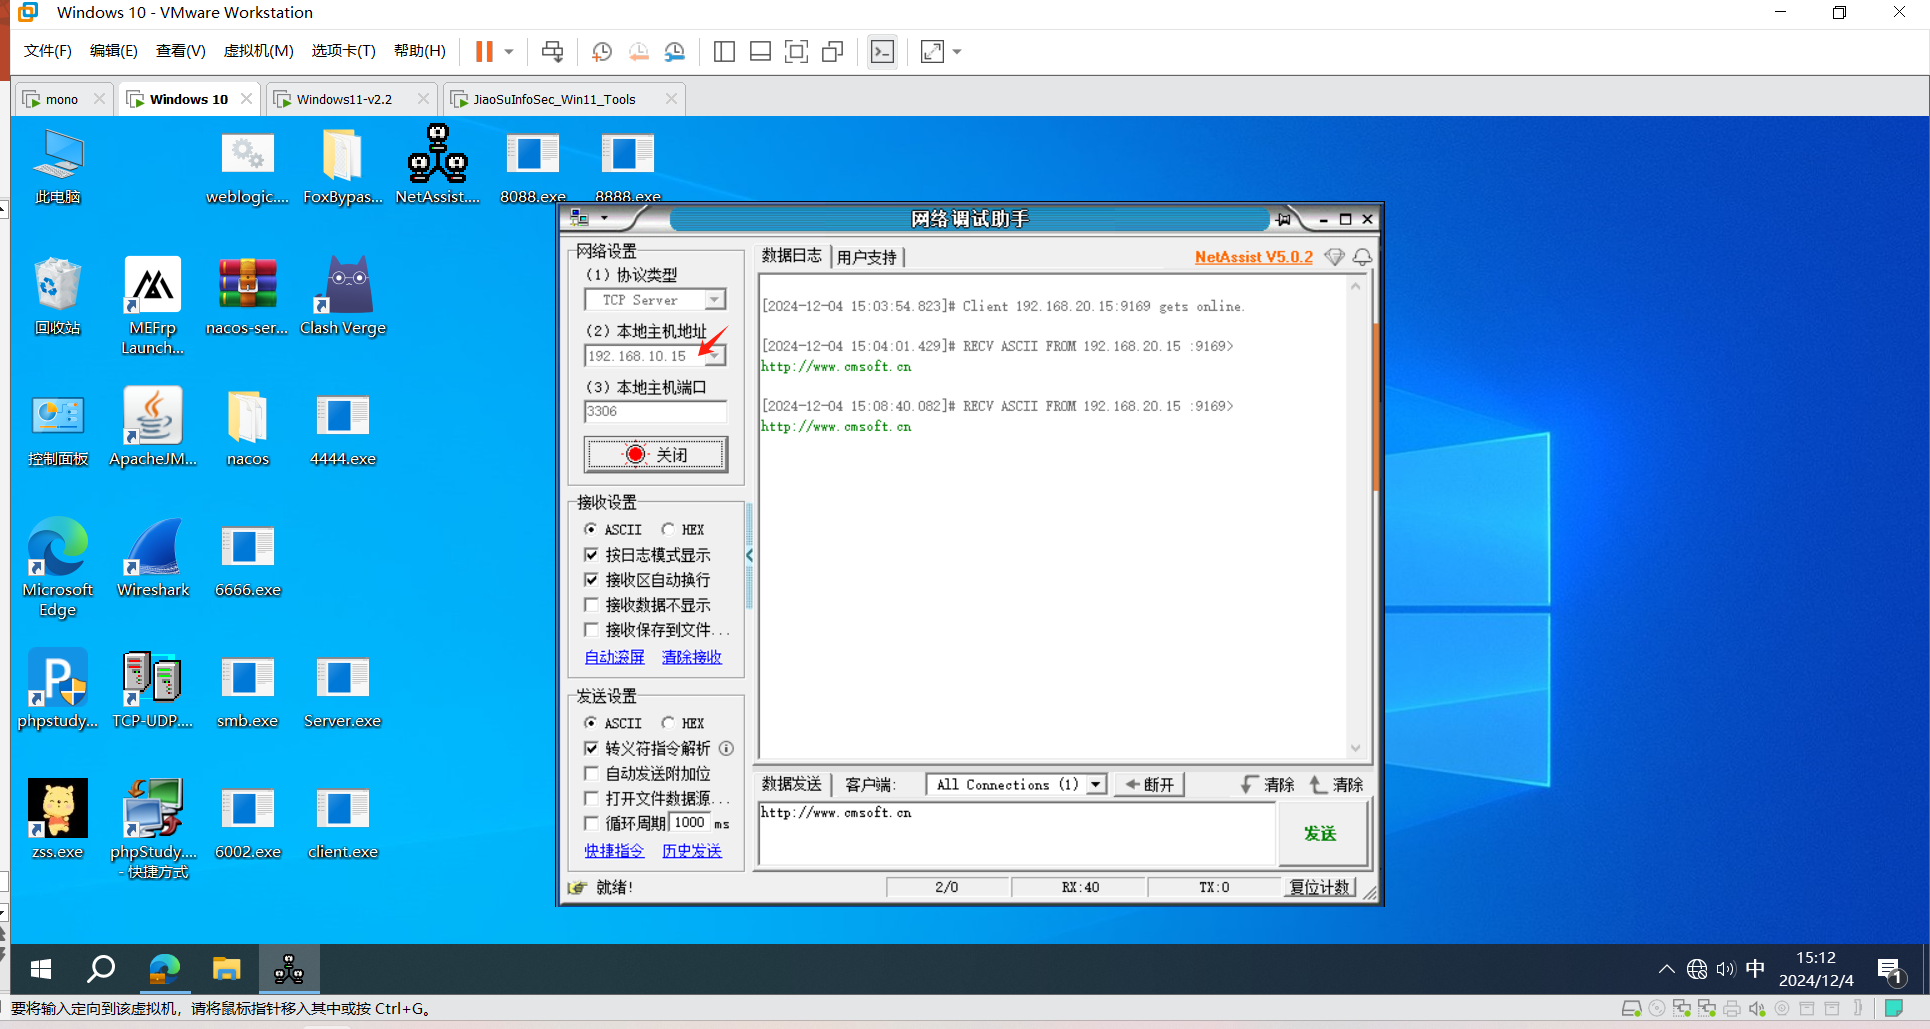 Windows 10 - VMware Workstation
文件(F) 编辑(E) 查看(V) 虚拟机(M) 选项卡(T) 帮助(H)
mono
Windows 10
Windows11-v2.2
JiaoSuInfoSec_Win11_Tools
此电脑
weblogic....
FoxBypas...
NetAssist....
8088.exe
8888.exe
回收站
MEFrp Launch...
nacos-ser...
Clash Verge
控制面板
ApacheJM...
nacos
4444.exe
Microsoft Edge
Wireshark
6666.exe
phpstudy...
TCP-UDP....
smb.exe
Server.exe
zss.exe
phpStudy.... - 快捷方式
6002.exe
client.exe
网络调试助手
网络设置
(1) 协议类型
TCP Server
(2) 本地主机地址
192.168.10.15
(3) 本地主机端口
3306
关闭
接收设置
ASCII HEX
按日志模式显示
接收区自动换行
接收数据不显示
接收保存到文件...
自动滚屏 清除接收
发送设置
ASCII HEX
转义符指令解析
自动发送附加位
打开文件数据源...
循环周期 1000 ms
快捷指令 历史发送
数据日志 用户支持
NetAssist V5.0.2
[2024-12-04 15:03:54.823]# Client 192.168.20.15:9169 gets online.
[2024-12-04 15:04:01.429]# RECV ASCII FROM 192.168.20.15 :9169>
http://www.cmsoft.cn
[2024-12-04 15:08:40.082]# RECV ASCII FROM 192.168.20.15 :9169>
http://www.cmsoft.cn
数据发送 客户端: All Connections (1) 断开 清除 清除
http://www.cmsoft.cn
发送
就绪! 2/0 RX:40 TX:0 复位计数
中
15:12
2024/12/4
1
要将输入定向到该虚拟机，请将鼠标指针移入其中或按 Ctrl+G。